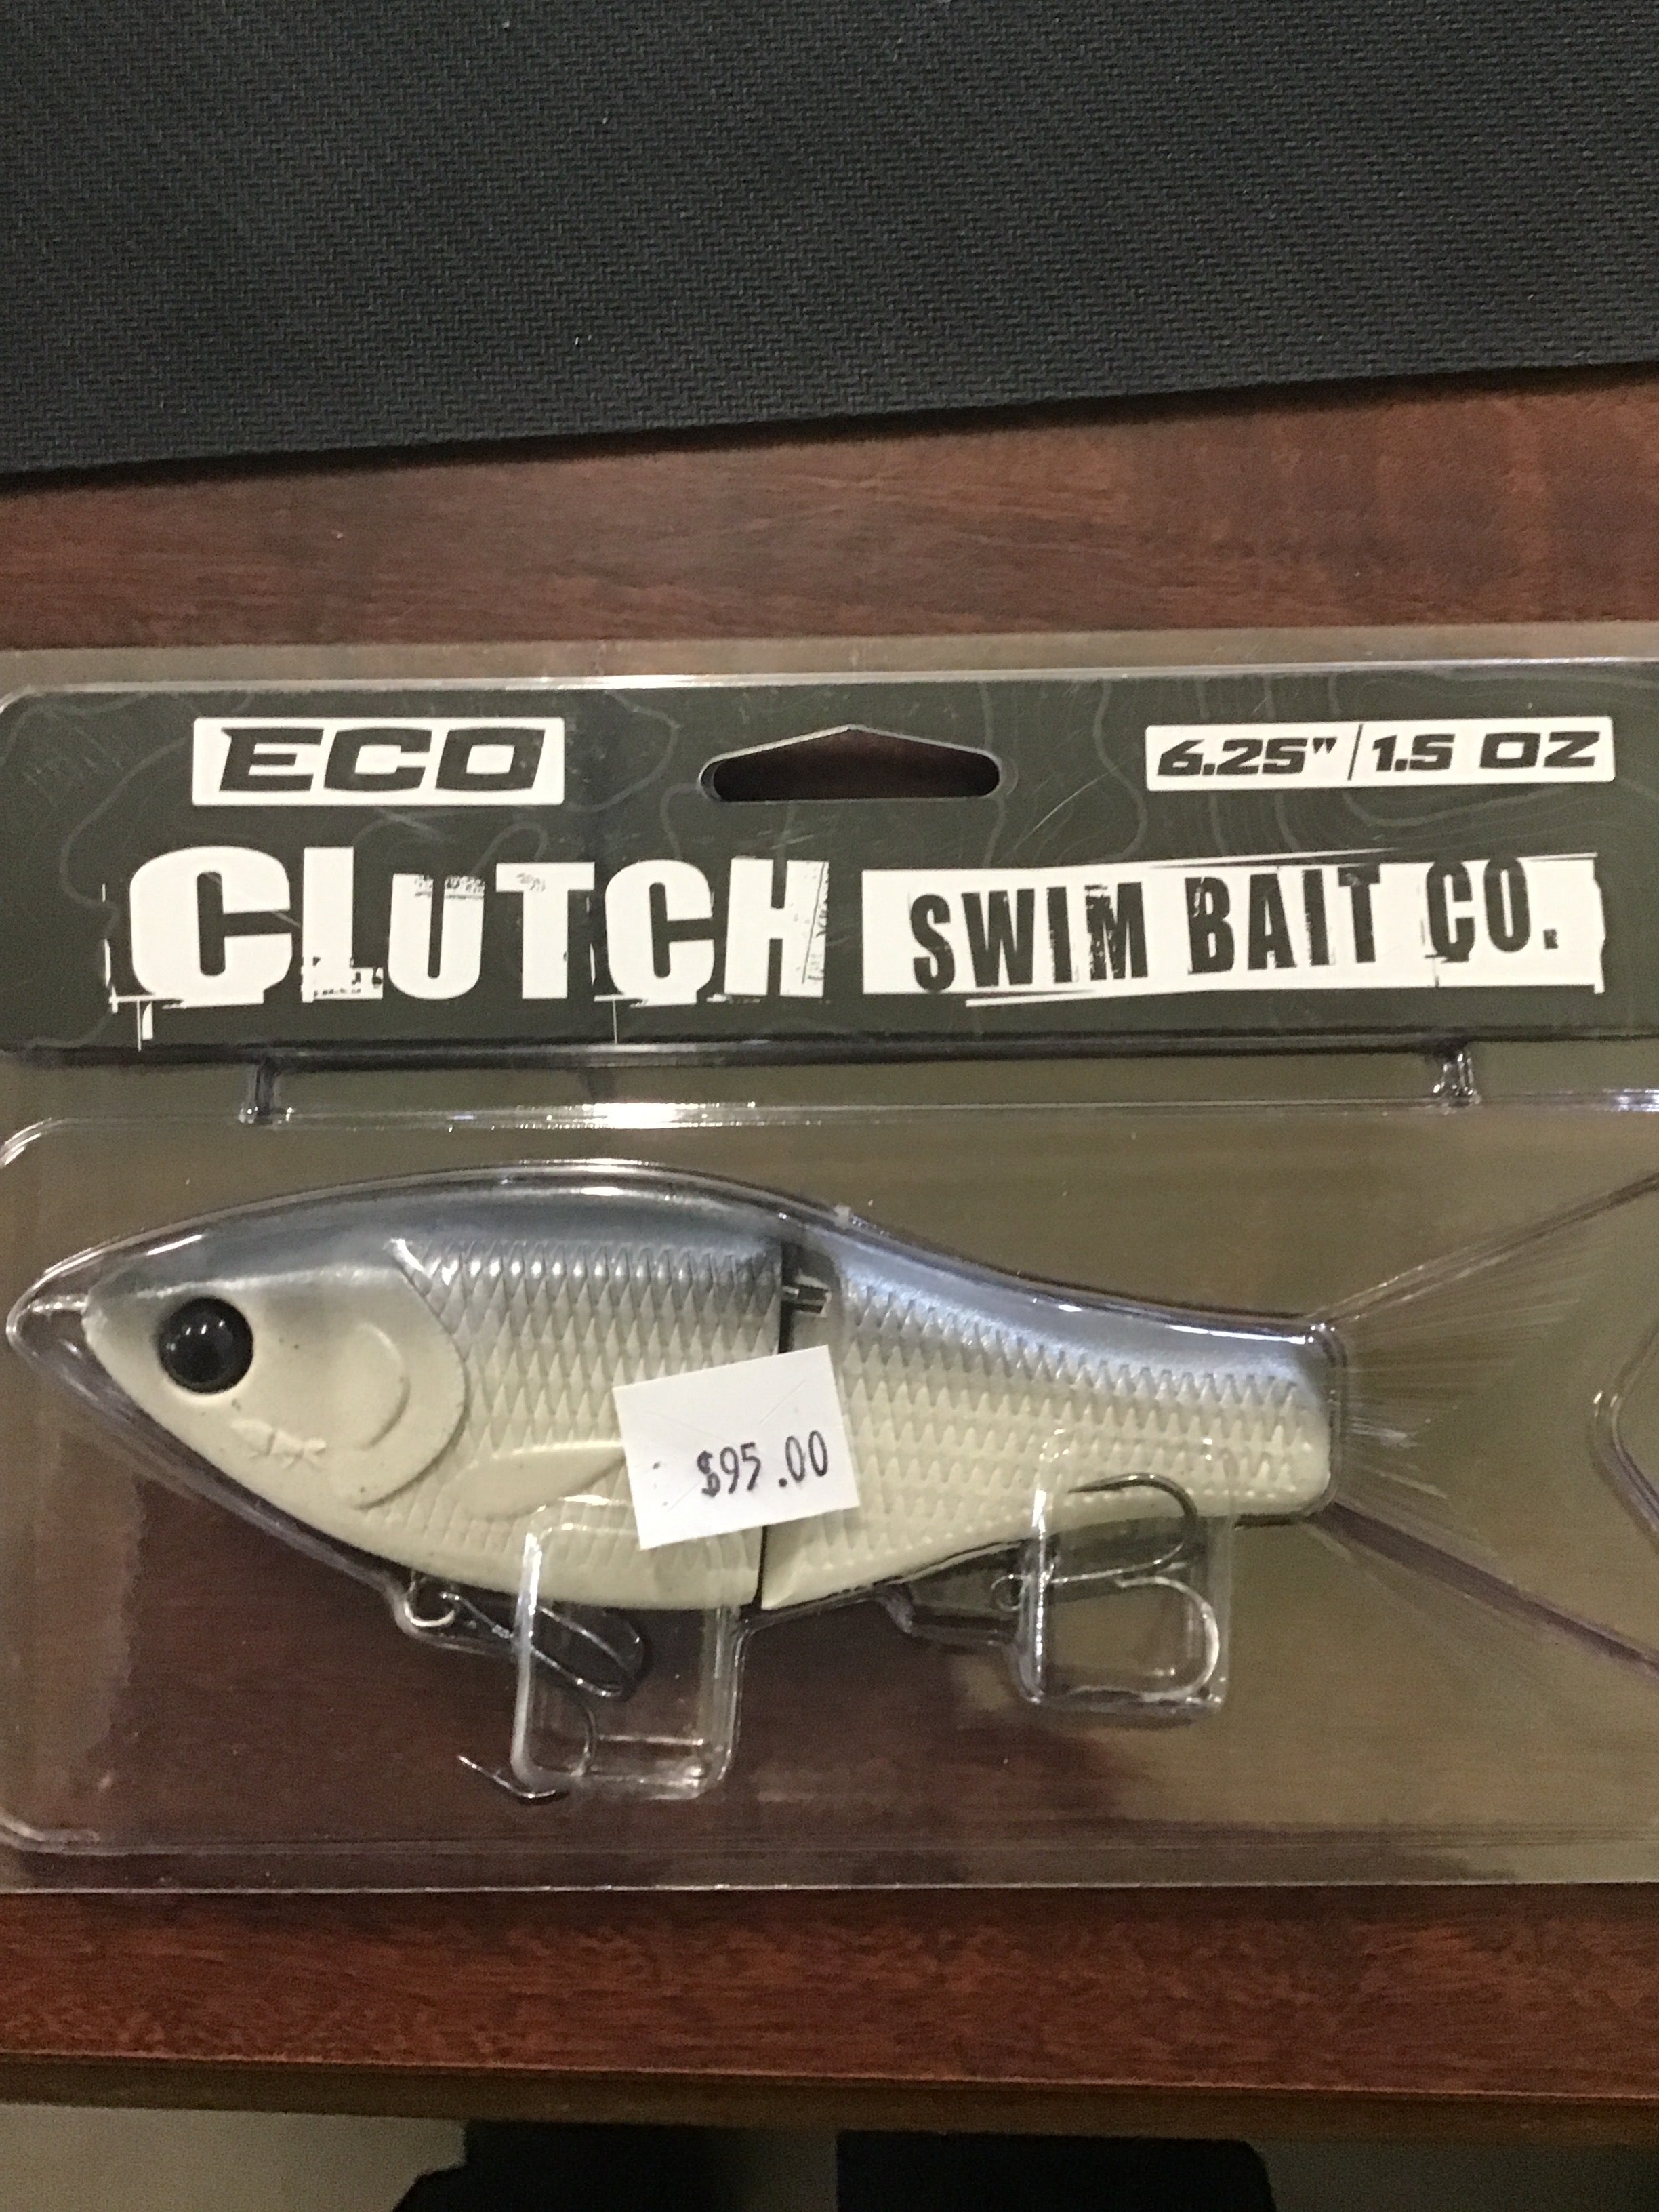 ECO
6.25" / 1.5 OZ
CLUTCH SWIM BAIT CO.
$95.00